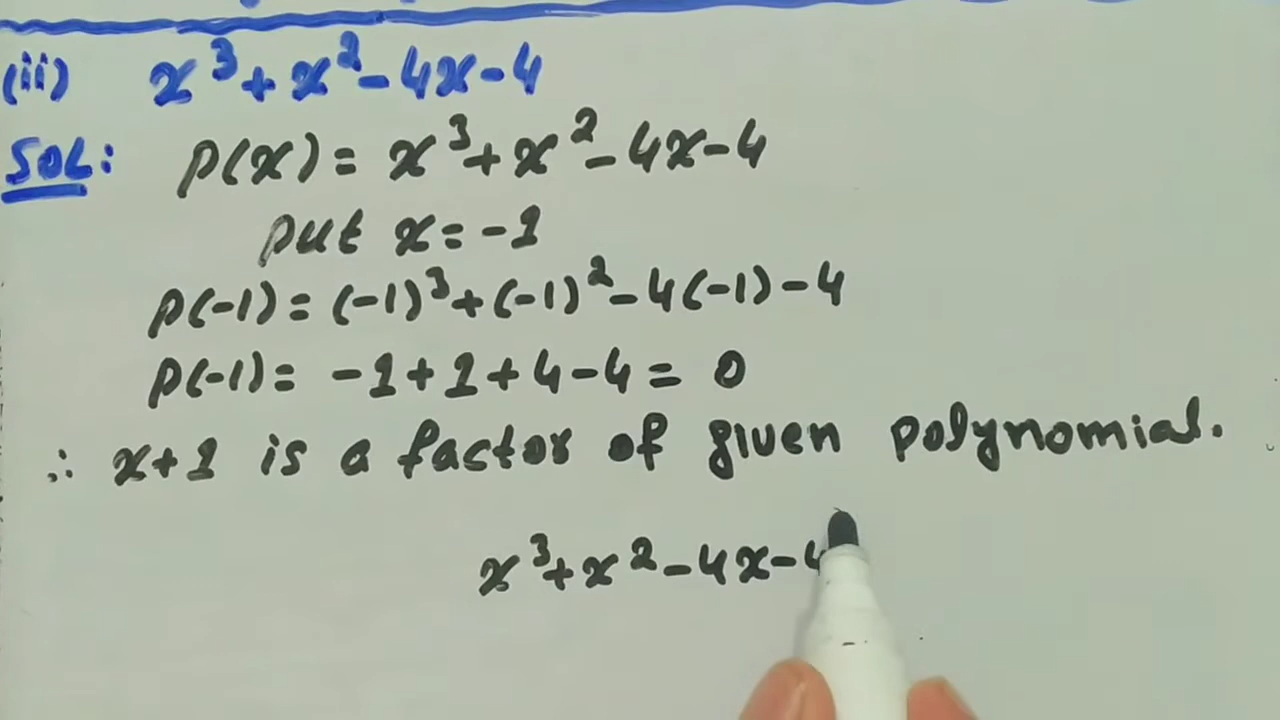 (ii) x³+x²-4x-4
SOL: p(x)= x³+x²-4x-4
put x=-1
p(-1)=(-1)³+(-1)²-4(-1)-4
p(-1)= -1+1+4-4= 0
∴ x+1 is a factor of given polynomial.
x³+x²-4x-4